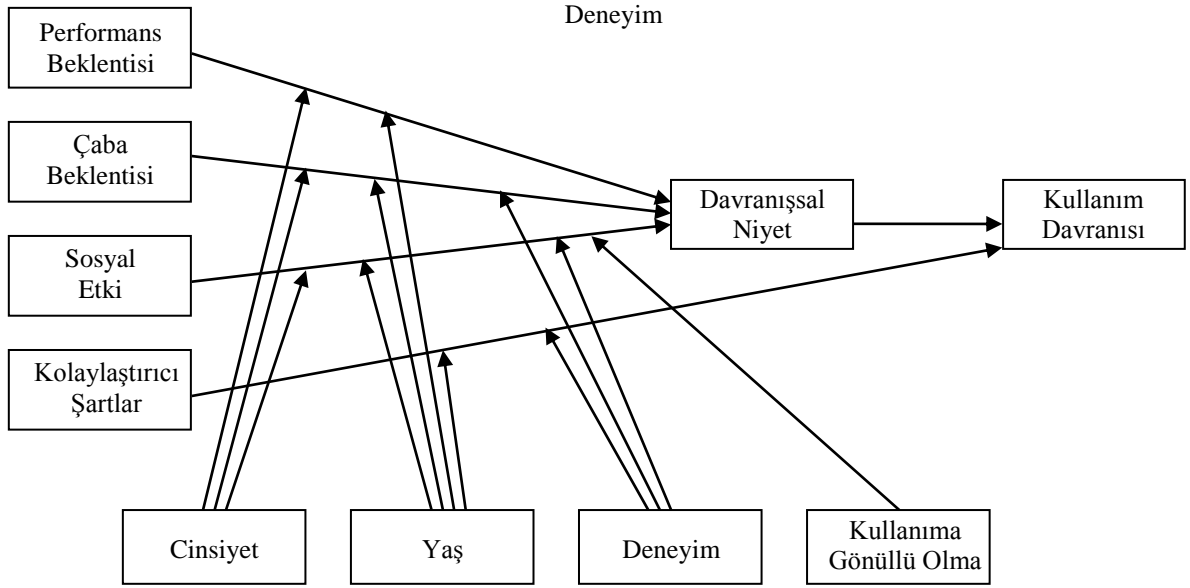 Deneyim
Performans
Beklentisi
Çaba
Beklentisi
Sosyal
Etki
Kolaylaştırıcı
Şartlar
Davranışsal
Niyet
Kullanım
Davranısı
Cinsiyet
Yaş
Deneyim
Kullanıma
Gönüllü Olma